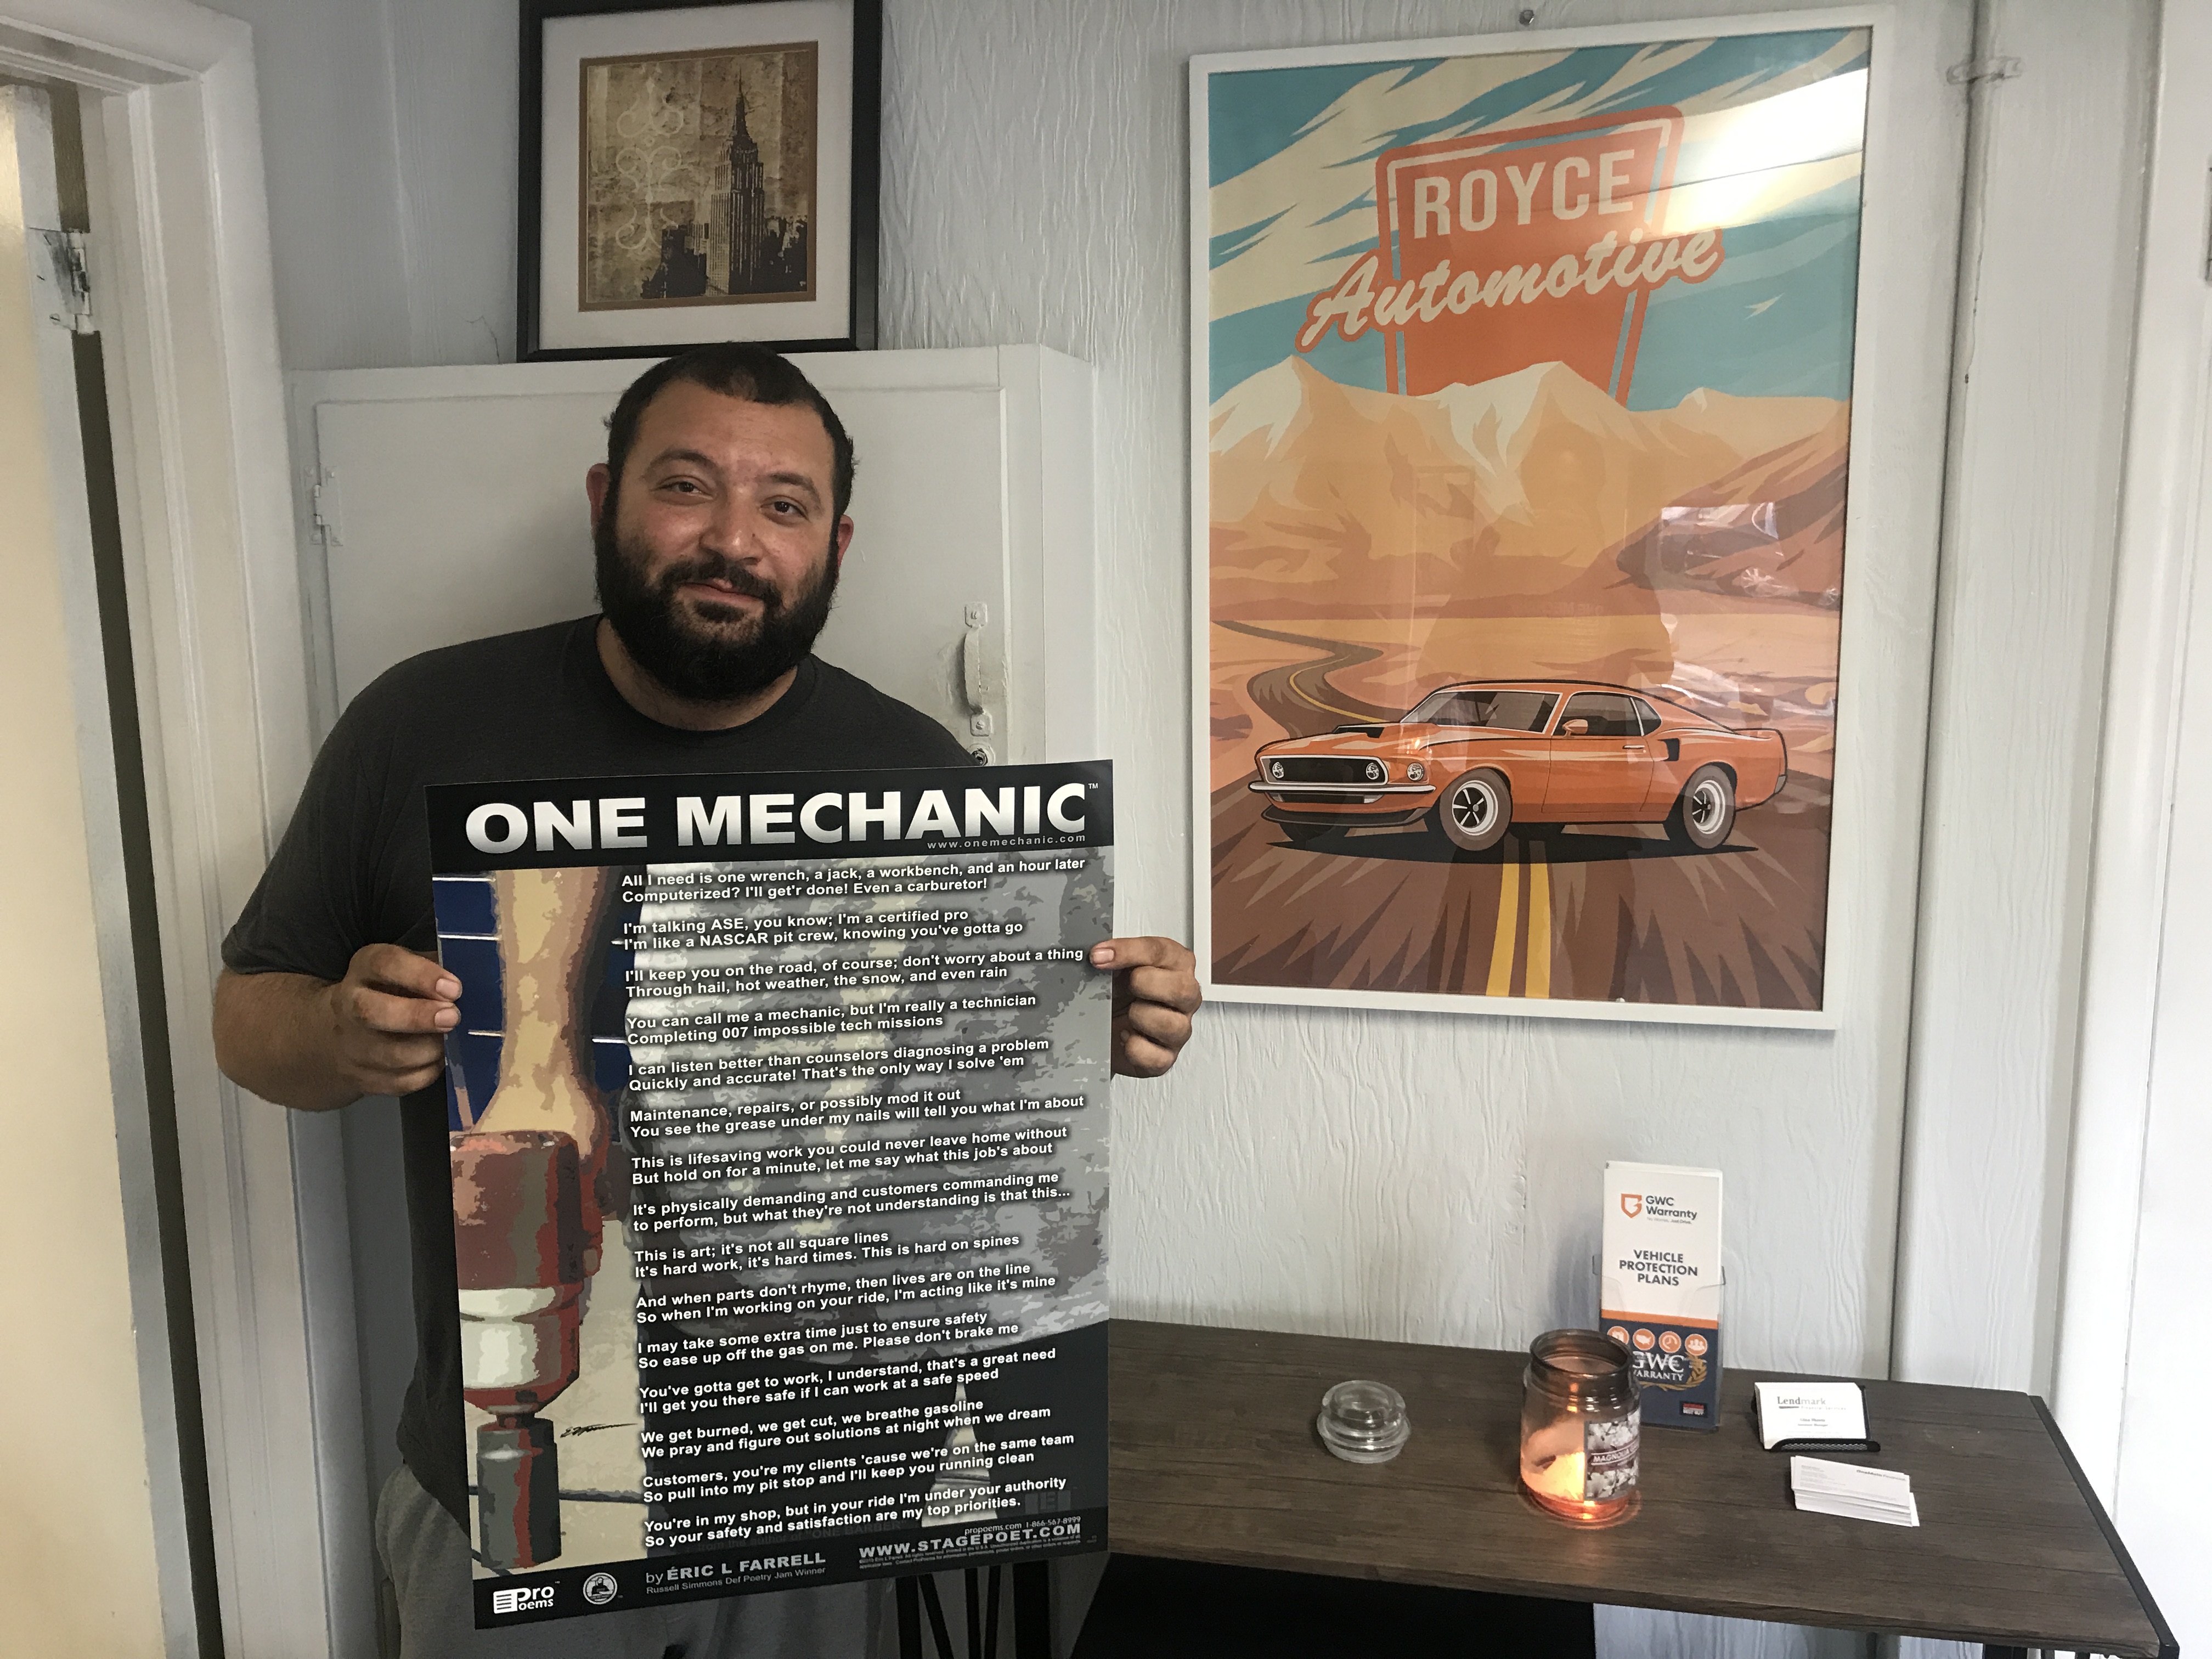 ROYCE
Automotive
ONE MECHANIC™
www.onemechanic.com
All I need is one wrench, a jack, a workbench, and an hour later
Computerized? I'll get'r done! Even a carburetor!
I'm talking ASE, you know; I'm a certified pro
I'm like a NASCAR pit crew, knowing you've gotta go
I'll keep you on the road, of course; don't worry about a thing
Through hail, hot weather, the snow, and even rain
You can call me a mechanic, but I'm really a technician
Completing 007 impossible tech missions
I can listen better than counselors diagnosing a problem
Quickly and accurate! That's the only way I solve 'em
Maintenance, repairs, or possibly mod it out
You see the grease under my nails will tell you what I'm about
This is lifesaving work you could never leave home without
But hold on for a minute, let me say what this job's about
It's physically demanding and customers commanding me
to perform, but what they're not understanding is that this...
This is art; it's not all square lines
It's hard work, it's hard times. This is hard on spines
And when parts don't rhyme, then lives are on the line
So when I'm working on your ride, I'm acting like it's mine
I may take some extra time just to ensure safety
So ease up off the gas on me. Please don't brake me
You've gotta get to work, I understand, that's a great need
I'll get you there safe if I can work at a safe speed
We get burned, we get cut, we breathe gasoline
We pray and figure out solutions at night when we dream
Customers, you're my clients 'cause we're on the same team
So pull into my pit stop and I'll keep you running clean
You're in my shop, but in your ride I'm under your authority
So your safety and satisfaction are my top priorities.
propoems.com 1-866-567-8999
WWW.STAGEPOET.COM
by ÉRIC L FARRELL
Russell Simmons Def Poetry Jam Winner
Pro
oems
GWC
Warranty
VEHICLE
PROTECTION
PLANS
GWC
WARRANTY
Lendmark